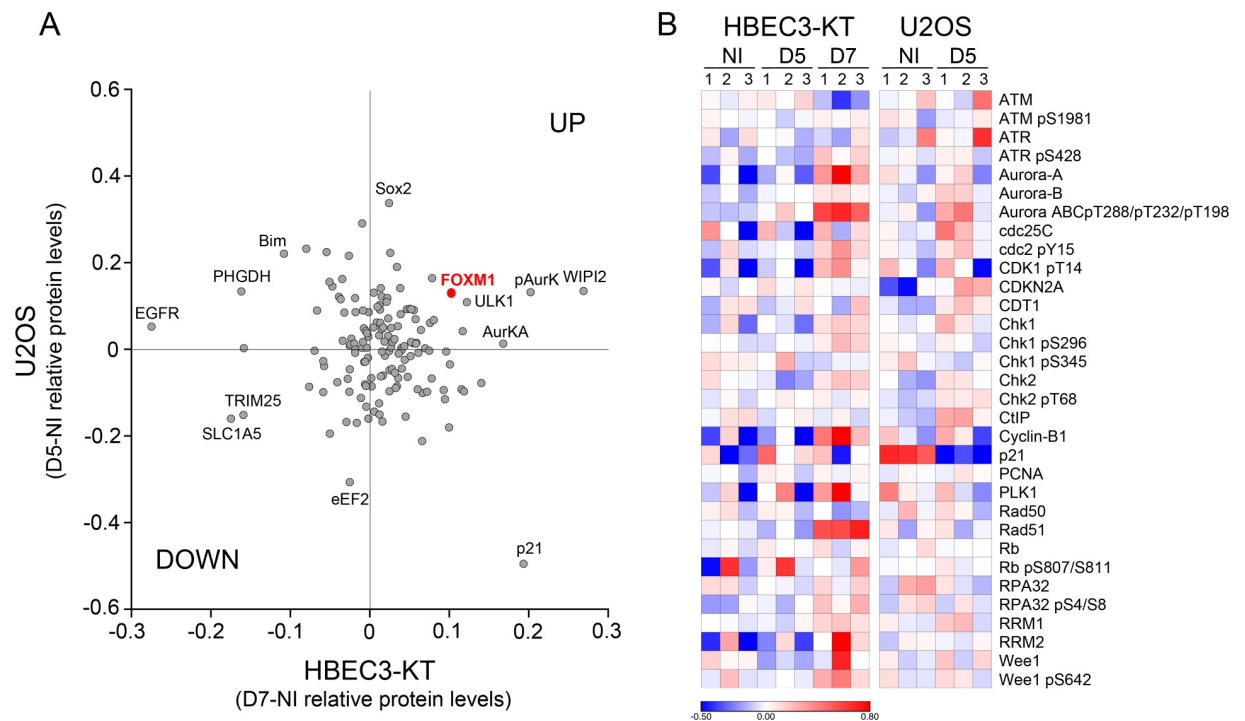 A
0.6
0.4
0.2
0
-0.2
-0.4
-0.6
U2OS
(D5-NI relative protein levels)
UP
Sox2
Bim
PHGDH
FOXM1
pAurK WIPI2
ULK1
EGFR
AurKA
TRIM25
SLC1A5
eEF2
p21
DOWN
-0.3 -0.2 -0.1 0 0.1 0.2 0.3
HBEC3-KT
(D7-NI relative protein levels)
B
HBEC3-KT U2OS
NI D5 D7 NI D5
1 2 3 1 2 3 1 2 3 1 2 3 1 2 3
ATM
ATM pS1981
ATR
ATR pS428
Aurora-A
Aurora-B
Aurora ABCpT288/pT232/pT198
cdc25C
cdc2 pY15
CDK1 pT14
CDKN2A
CDT1
Chk1
Chk1 pS296
Chk1 pS345
Chk2
Chk2 pT68
CtIP
Cyclin-B1
p21
PCNA
PLK1
Rad50
Rad51
Rb
Rb pS807/S811
RPA32
RPA32 pS4/S8
RRM1
RRM2
Wee1
Wee1 pS642
-0.50 0.00 0.80